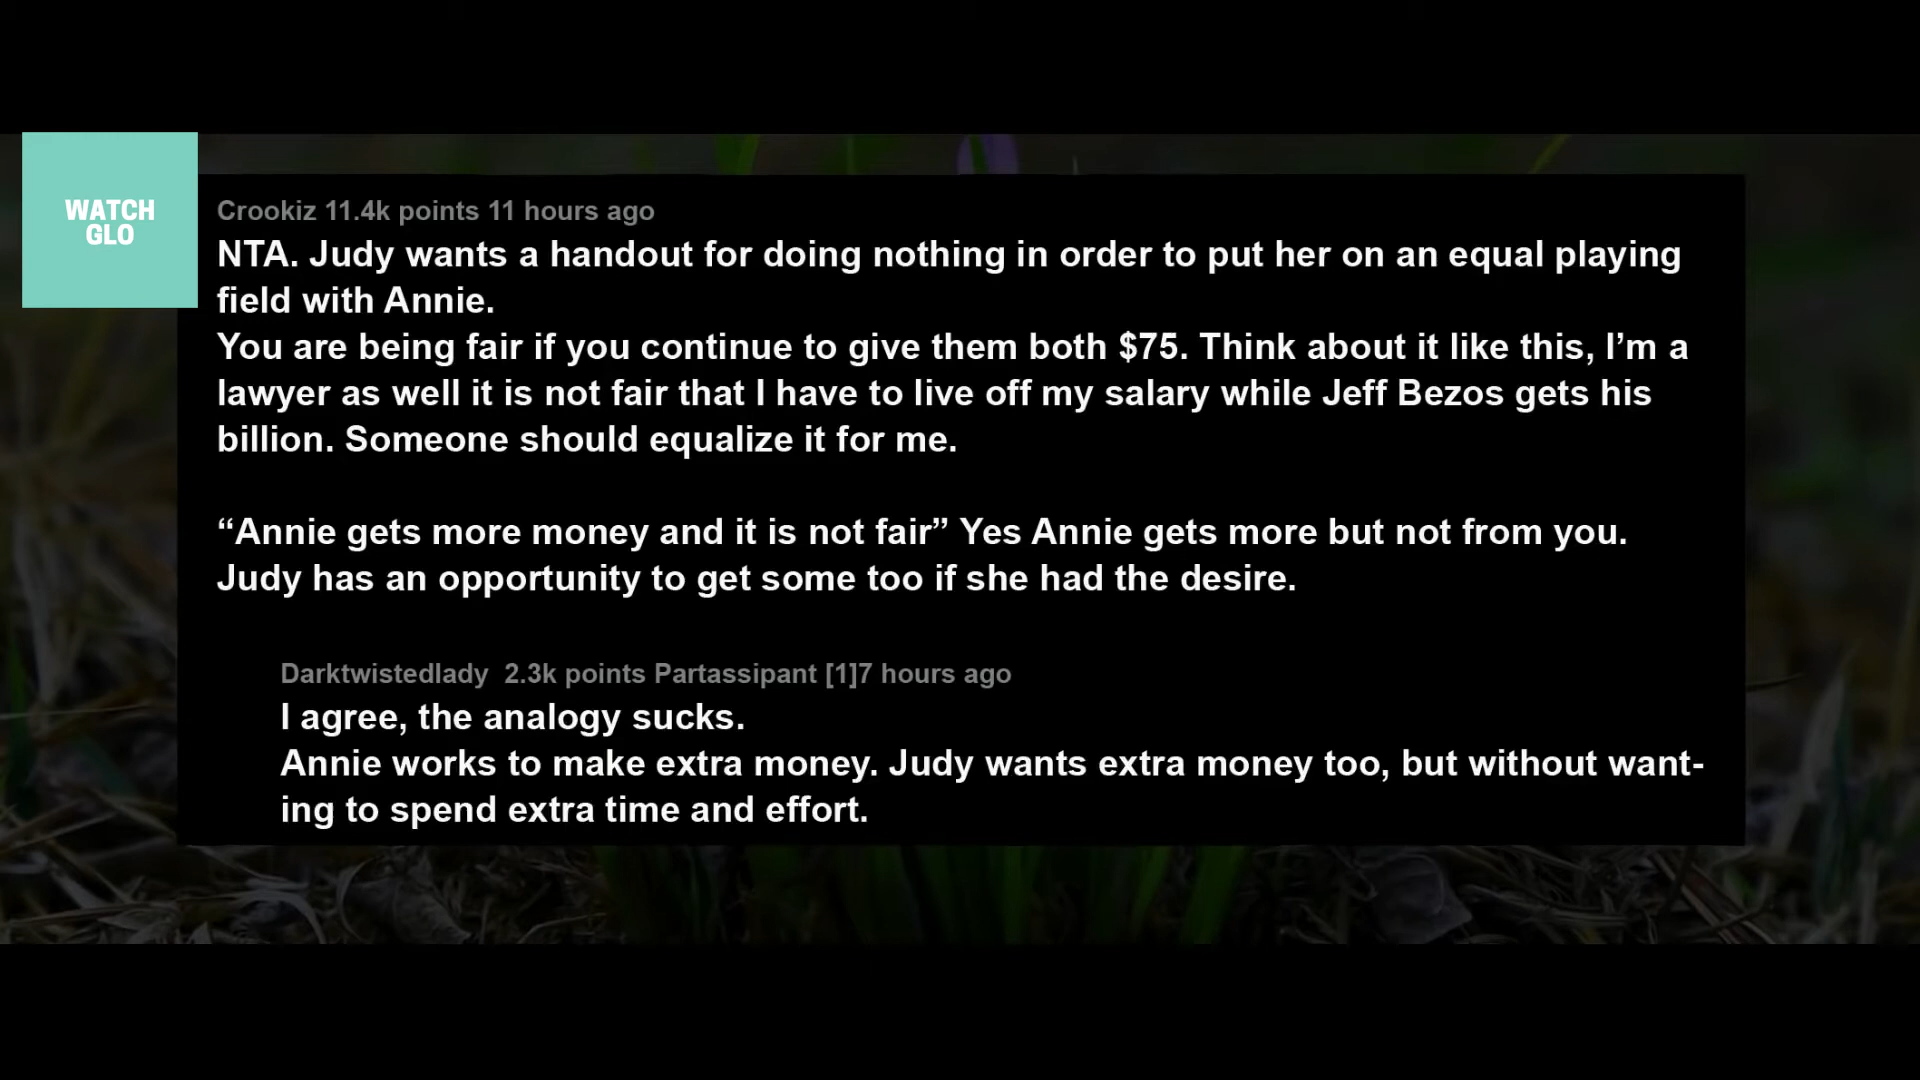 WATCH
GLO
Crookiz 11.4k points 11 hours ago
NTA. Judy wants a handout for doing nothing in order to put her on an equal playing
field with Annie.
You are being fair if you continue to give them both $75. Think about it like this, I’m a
lawyer as well it is not fair that I have to live off my salary while Jeff Bezos gets his
billion. Someone should equalize it for me.
“Annie gets more money and it is not fair” Yes Annie gets more but not from you.
Judy has an opportunity to get some too if she had the desire.
Darktwistedlady 2.3k points Partassipant [1]7 hours ago
I agree, the analogy sucks.
Annie works to make extra money. Judy wants extra money too, but without want-
ing to spend extra time and effort.